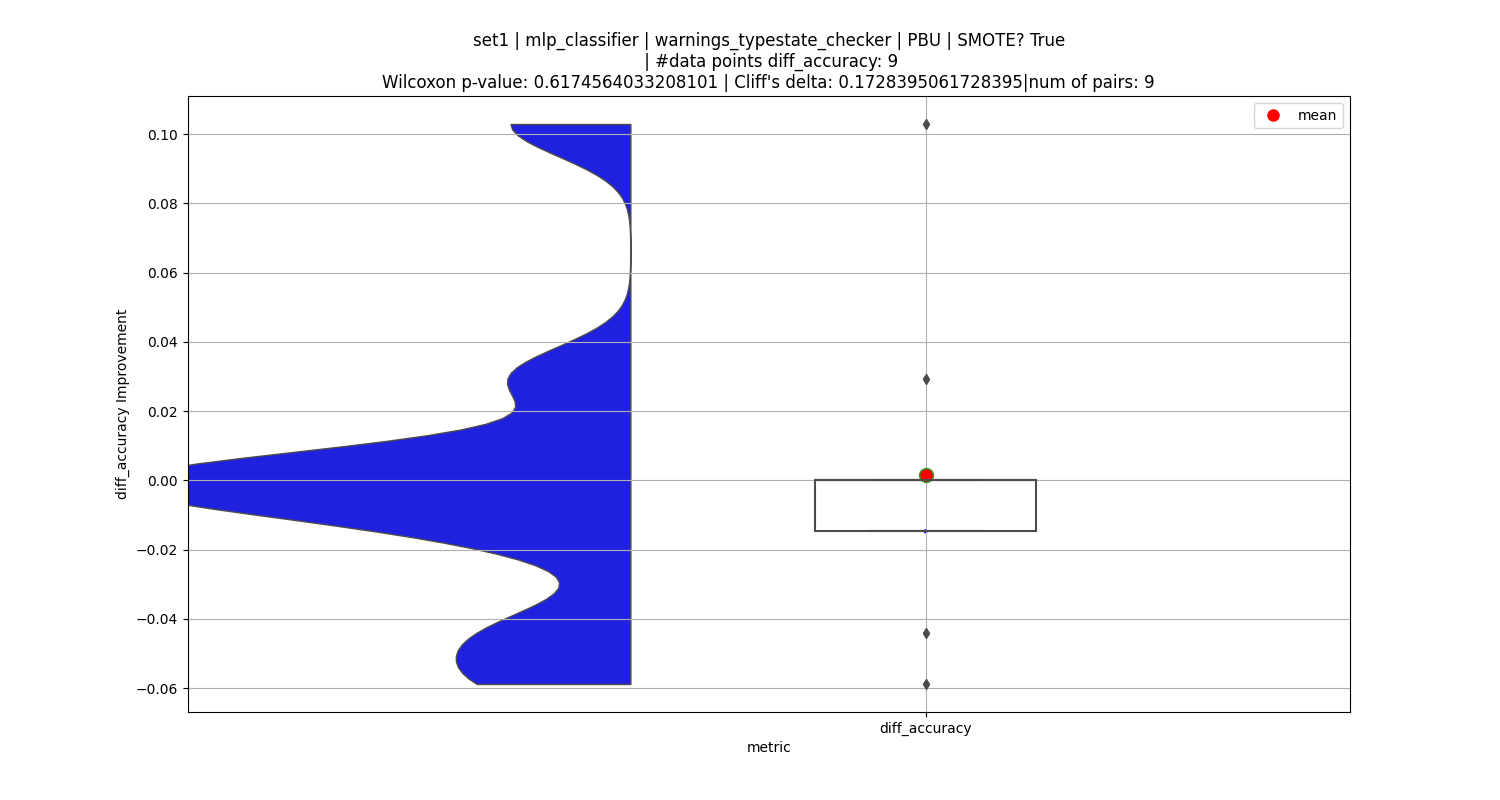 set1 | mlp_classifier | warnings_typestate_checker | PBU | SMOTE? True
| #data points diff_accuracy: 9
Wilcoxon p-value: 0.6174564033208101 | Cliff's delta: 0.1728395061728395|num of pairs: 9
mean
0.10
0.08
0.06
0.04
0.02
0.00
−0.02
−0.04
−0.06
diff_accuracy Improvement
diff_accuracy
metric